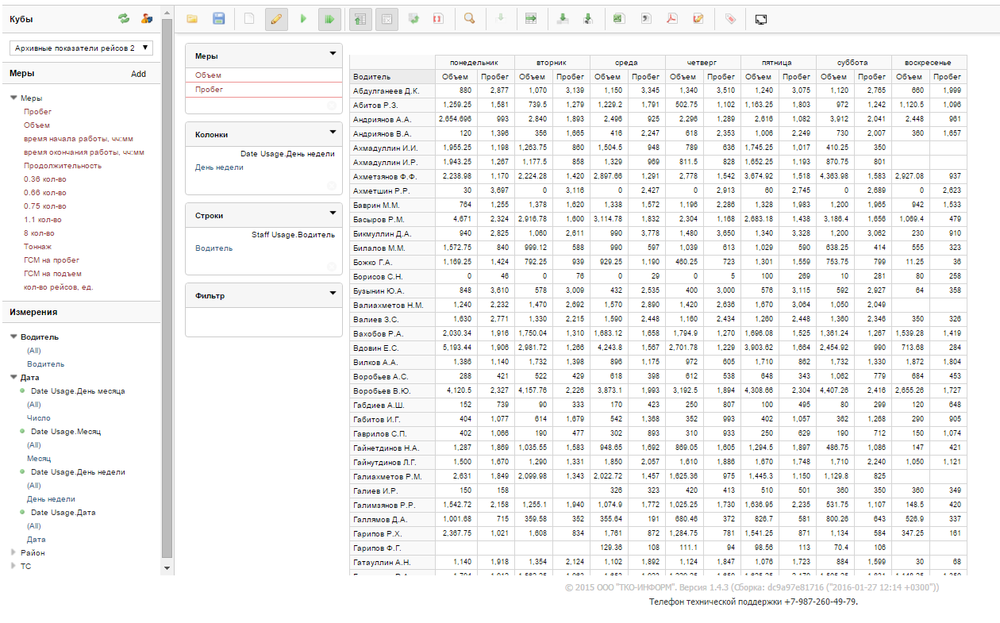 Кубы
Архивные показатели рейсов 2
Меры Add
Меры
Пробег
Объем
время начала работы, чч:мм
время окончания работы, чч:мм
Продолжительность
0.36 кол-во
0.66 кол-во
0.75 кол-во
1.1 кол-во
8 кол-во
Тоннаж
ГСМ на пробег
ГСМ на подъем
кол-во рейсов, ед.
Измерения
Водитель
(All)
Водитель
Дата
Date Usage.День месяца
(All)
Число
Date Usage.Месяц
(All)
Месяц
Date Usage.День недели
(All)
День недели
Date Usage.Дата
(All)
Дата
Район
ТС
Меры
Объем
Пробег
Колонки
Date Usage.День недели
День недели
Строки
Staff Usage.Водитель
Водитель
Фильтр
понедельник вторник среда четверг пятница суббота воскресенье
Водитель Объем Пробег Объем Пробег Объем Пробег Объем Пробег Объем Пробег Объем Пробег Объем Пробег
Абдулганеев Д.К. 880 2,877 1,070 3,139 1,150 3,345 1,340 3,510 1,240 3,075 1,120 2,765 660 1,999
Абитов Р.З. 1,259.25 1,581 739.5 1,279 1,229.2 1,791 502.75 1,102 1,163.25 1,803 972 1,242 1,120.5 1,096
Андриянов А.А. 2,654.696 993 2,840 1,893 2,496 925 2,296 1,289 2,616 1,082 3,912 2,041 2,448 961
Андриянов В.А. 120 1,396 356 1,665 416 2,247 618 2,353 1,006 2,249 730 2,007 360 1,657
Ахмадуллин И.И. 1,955.25 1,198 1,263.75 860 1,504.5 948 789 636 1,745.25 1,017 410.25 350
Ахмадуллин И.Р. 1,943.25 1,267 1,177.5 858 1,329 969 811.5 828 1,652.25 1,193 870.75 801
Ахметзянов Ф.Ф. 2,238.98 1,170 2,224.28 1,420 2,897.66 1,291 2,778 1,542 3,674.92 1,518 4,363.98 1,583 2,927.08 937
Ахметшин Р.Р. 30 3,697 0 3,116 0 2,427 0 2,913 60 2,745 0 2,689 0 2,623
Баврин М.М. 764 1,255 1,378 1,620 1,338 1,572 1,196 2,286 1,328 1,983 1,200 1,965 942 1,533
Басыров Р.М. 4,671 2,324 2,916.78 1,600 3,114.78 1,832 2,304 1,168 2,683.18 1,438 3,186.4 1,656 1,069.4 479
Бикмуллин Д.А. 940 2,825 1,060 2,611 990 3,778 1,480 3,650 1,340 3,328 1,200 3,062 230 910
Билалов М.М. 1,572.75 840 999.12 588 990 597 1,039 613 1,029 590 638.25 414 555 323
Божко Г.А. 1,169.25 1,424 792.25 939 929.25 1,190 460.25 723 1,301 1,559 753.75 799 11.25 36
Борисов С.Н. 0 46 0 76 0 29 0 5 100 269 10 281 80 258
Бузынин Ю.А. 848 3,610 578 3,009 432 2,535 400 3,000 576 3,115 592 2,927 64 358
Валиахметов Н.М. 1,240 2,232 1,470 2,692 1,570 2,890 1,420 2,636 1,670 3,064 1,050 2,049
Валиев З.С. 1,630 2,771 1,330 2,215 1,590 2,448 1,160 2,434 1,260 2,448 1,360 2,346 350 326
Вахобов Р.А. 2,030.34 1,916 1,750.04 1,310 1,683.12 1,658 1,794.9 1,270 1,696.08 1,525 1,361.24 1,267 1,539.28 1,419
Вдовин Е.С. 5,193.44 1,906 2,981.72 1,266 4,243.8 1,567 2,701.78 1,229 3,903.62 1,664 2,454.92 990 713.68 284
Вилков А.А. 1,386 1,140 1,732 1,398 896 1,175 972 605 1,710 862 1,732 1,330 1,872 1,804
Воробьев А.С. 288 421 522 429 618 398 612 538 648 343 1,062 779 684 453
Воробьев В.Ю. 4,120.5 2,327 4,157.76 2,226 3,873.1 1,993 3,192.5 1,894 4,308.66 2,304 4,407.26 2,416 2,655.26 1,727
Габдиев А.Ш. 152 739 90 333 170 423 250 807 100 495 80 299 120 648
Габитов И.Г. 404 1,077 614 1,679 542 1,368 352 993 402 1,057 362 1,268 290 905
Гаврилов С.П. 402 1,066 190 477 302 893 310 933 250 629 190 712 150 1,074
Гайнетдинов Н.А. 1,287 1,869 1,035.55 1,583 948.65 1,692 869.05 1,605 1,294.5 1,897 486.75 1,086 147 421
Гайнутдинов Л.Г. 1,500 1,670 1,290 1,331 1,850 2,057 1,610 1,886 1,670 1,748 1,710 2,240 1,050 1,121
Галиахметов Р.М. 2,631 1,849 2,099.98 1,343 2,022.72 1,457 1,625.36 975 1,445.3 1,150 1,129.8 825
Галиев И.Р. 150 158 326 323 420 413 510 501 360 350 360 349
Галимзянов Р.Р. 1,542.72 2,158 1,255.1 1,940 1,074.9 1,772 1,025.25 1,730 1,636.95 2,235 531.75 1,107 148.5 420
Галлямов Д.А. 1,001.68 715 359.58 352 355.64 191 680.46 372 826.7 581 800.26 643 526.9 337
Гарипов Р.Х. 2,367.75 1,021 1,608 834 1,761 872 1,284.75 781 1,541.25 871 1,134 584 347.25 161
Гарипов Ф.Г. 129.36 108 111.1 94 98.56 113 70.4 106
Гатауллин А.Н. 1,140 1,918 1,354 2,124 1,102 1,892 1,124 1,847 1,076 1,723 884 1,599 30 68
© 2015 ООО "ТКО-ИНФОРМ". Версия 1.4.3 (Сборка: dc9a97e81716 ("2016-01-27 12:14 +0300"))
Телефон технической поддержки +7-987-260-49-79.